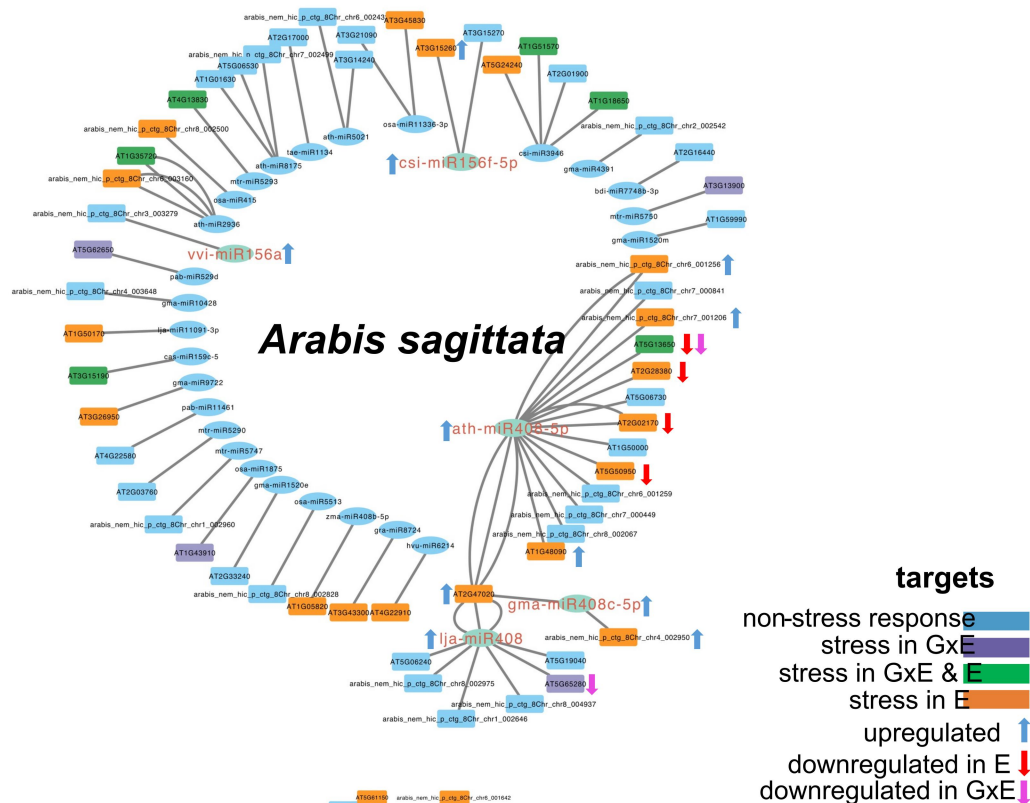 arabis_nem_hic_p_ctg_8Chr_chr6_00243
AT3G45830
AT2G17000
AT3G21090
AT3G15260
AT3G15270
arabis_nem_hic_p_ctg_8Chr_chr7_002499
AT3G14240
AT1G51570
AT5G06530
AT5G24240
AT2G01900
AT1G01630
AT4G13830
AT1G18650
arabis_nem_hic_p_ctg_8Chr_chr8_002500
osa-miR11336-3p
arabis_nem_hic_p_ctg_8Chr_chr2_002542
ath-miR5021
tae-miR1134
csi-miR3946
AT1G35720
AT2G16440
ath-miR8175
csi-miR156f-5p
gma-miR4391
arabis_nem_hic_p_ctg_8Chr_chr6_003160
mtr-miR5293
AT3G13900
bdi-miR7748b-3p
osa-miR415
arabis_nem_hic_p_ctg_8Chr_chr3_003279
mtr-miR5750
AT1G59990
ath-miR2936
gma-miR1520m
AT5G62650
vvi-miR156a
arabis_nem_hic_p_ctg_8Chr_chr6_001256
pab-miR529d
arabis_nem_hic_p_ctg_8Chr_chr7_000841
arabis_nem_hic_p_ctg_8Chr_chr4_003648
gma-miR10428
arabis_nem_hic_p_ctg_8Chr_chr7_001206
AT1G50170
lja-miR11091-3p
Arabis sagittata
AT5G13650
cas-miR159c-5
AT3G15190
AT2G28380
gma-miR9722
AT5G06730
AT3G26950
pab-miR11461
AT2G02170
ath-miR408-5p
mtr-miR5290
AT1G50000
AT4G22580
mtr-miR5747
AT5G50950
osa-miR1875
gma-miR1520e
AT2G03760
arabis_nem_hic_p_ctg_8Chr_chr6_001259
osa-miR5513
arabis_nem_hic_p_ctg_8Chr_chr7_000449
zma-miR408b-5p
arabis_nem_hic_p_ctg_8Chr_chr1_002960
arabis_nem_hic_p_ctg_8Chr_chr8_002067
gra-miR8724
hvu-miR6214
AT1G43910
AT1G48090
AT2G33240
targets
arabis_nem_hic_p_ctg_8Chr_chr8_002828
AT2G47020
AT1G05820
gma-miR408c-5p
AT3G43300
AT4G22910
non-stress response
lja-miR408
arabis_nem_hic_p_ctg_8Chr_chr4_002950
stress in GxE
AT5G06240
AT5G19040
stress in GxE & E
arabis_nem_hic_p_ctg_8Chr_chr8_002975
AT5G65280
stress in E
arabis_nem_hic_p_ctg_8Chr_chr8_004937
arabis_nem_hic_p_ctg_8Chr_chr1_002646
upregulated
downregulated in E
downregulated in GxE
AT5G61150
arabis_nem_hic_p_ctg_8Chr_chr6_001642